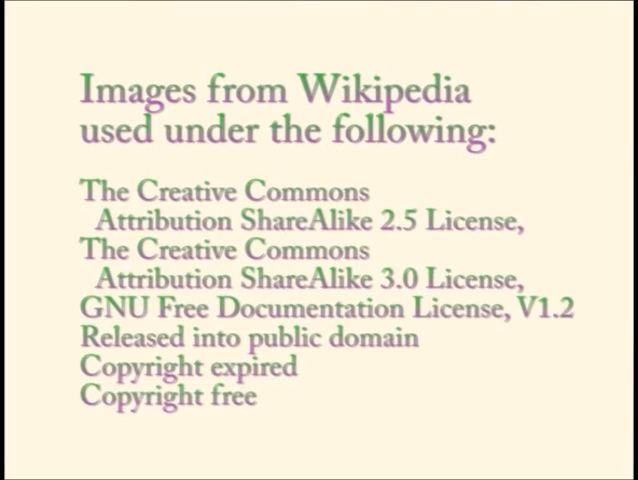 Images from Wikipedia
used under the following:
The Creative Commons
Attribution ShareAlike 2.5 License,
The Creative Commons
Attribution ShareAlike 3.0 License,
GNU Free Documentation License, V1.2
Released into public domain
Copyright expired
Copyright free